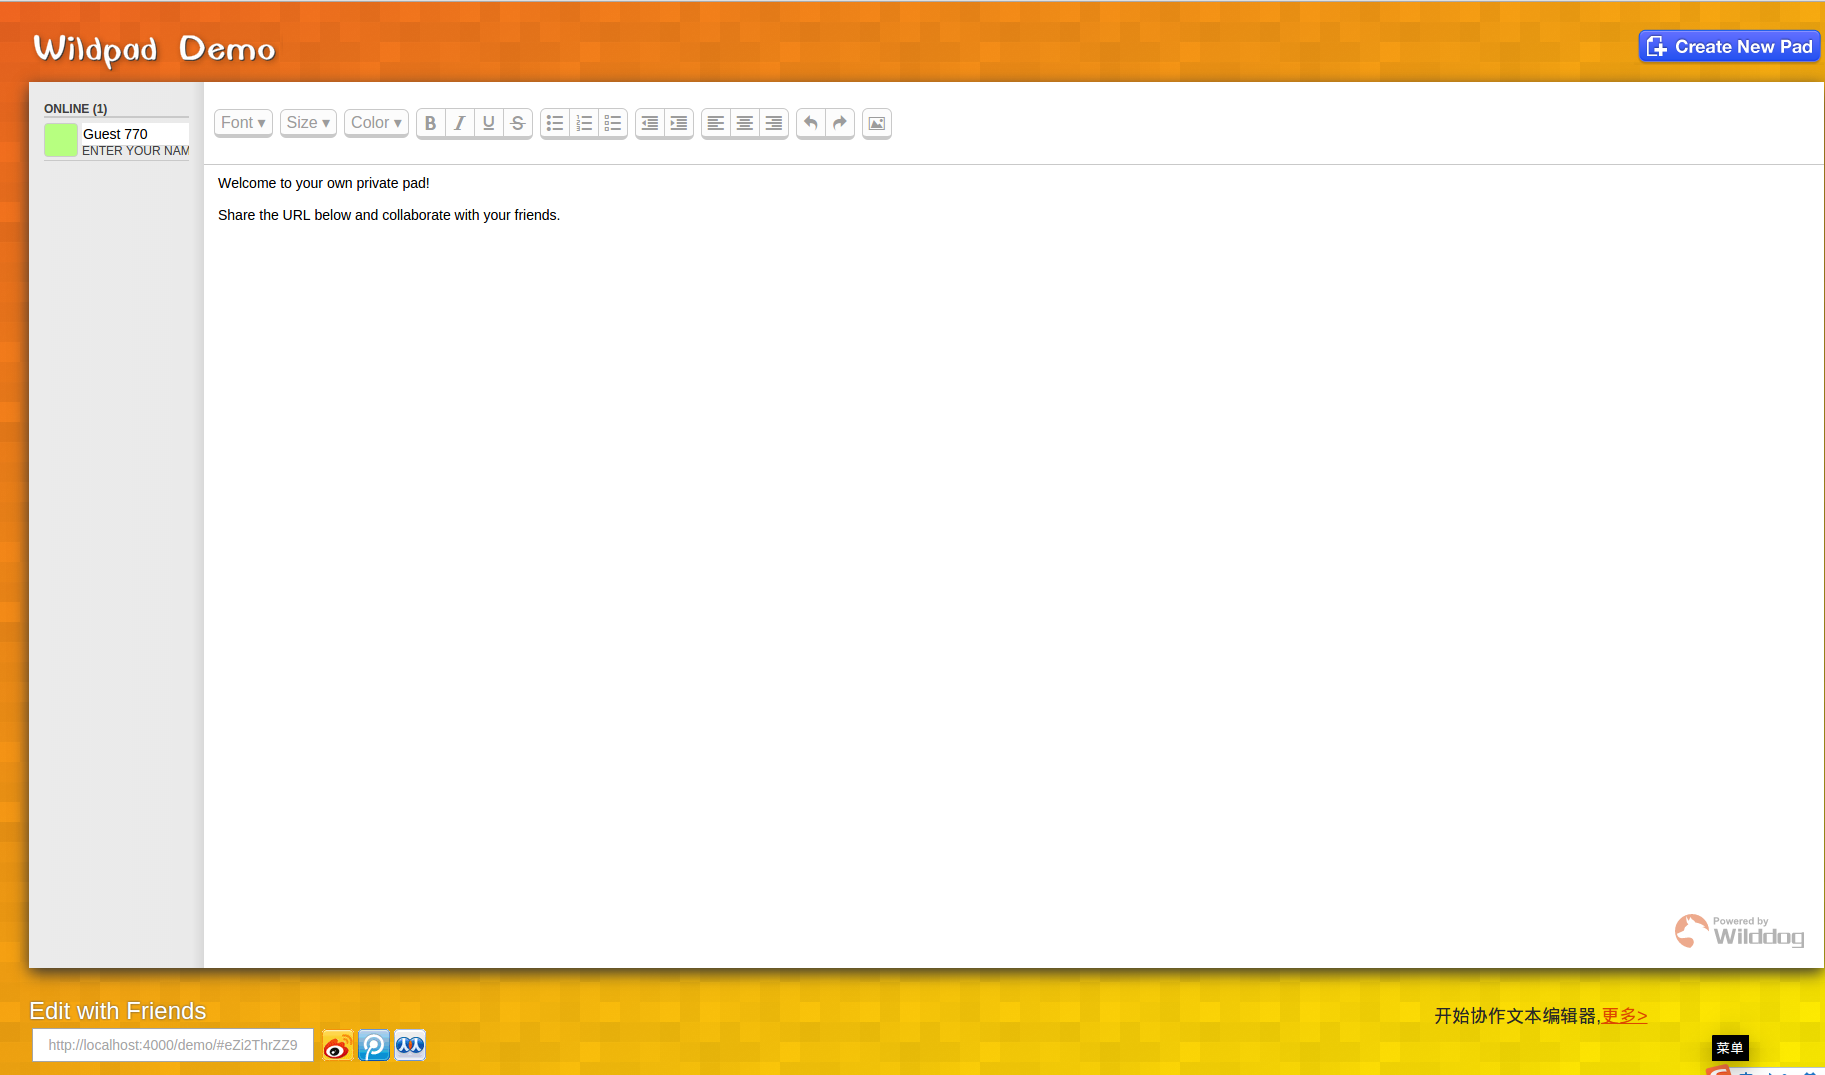 Wildpad Demo
Create New Pad
ONLINE (1)
Guest 770
ENTER YOUR NAM
Font ▾ Size ▾ Color ▾ B I U S
Welcome to your own private pad!
Share the URL below and collaborate with your friends.
Powered by
Wilddog
Edit with Friends
http://localhost:4000/demo/#eZi2ThrZZ9
开始协作文本编辑器,更多>
菜单